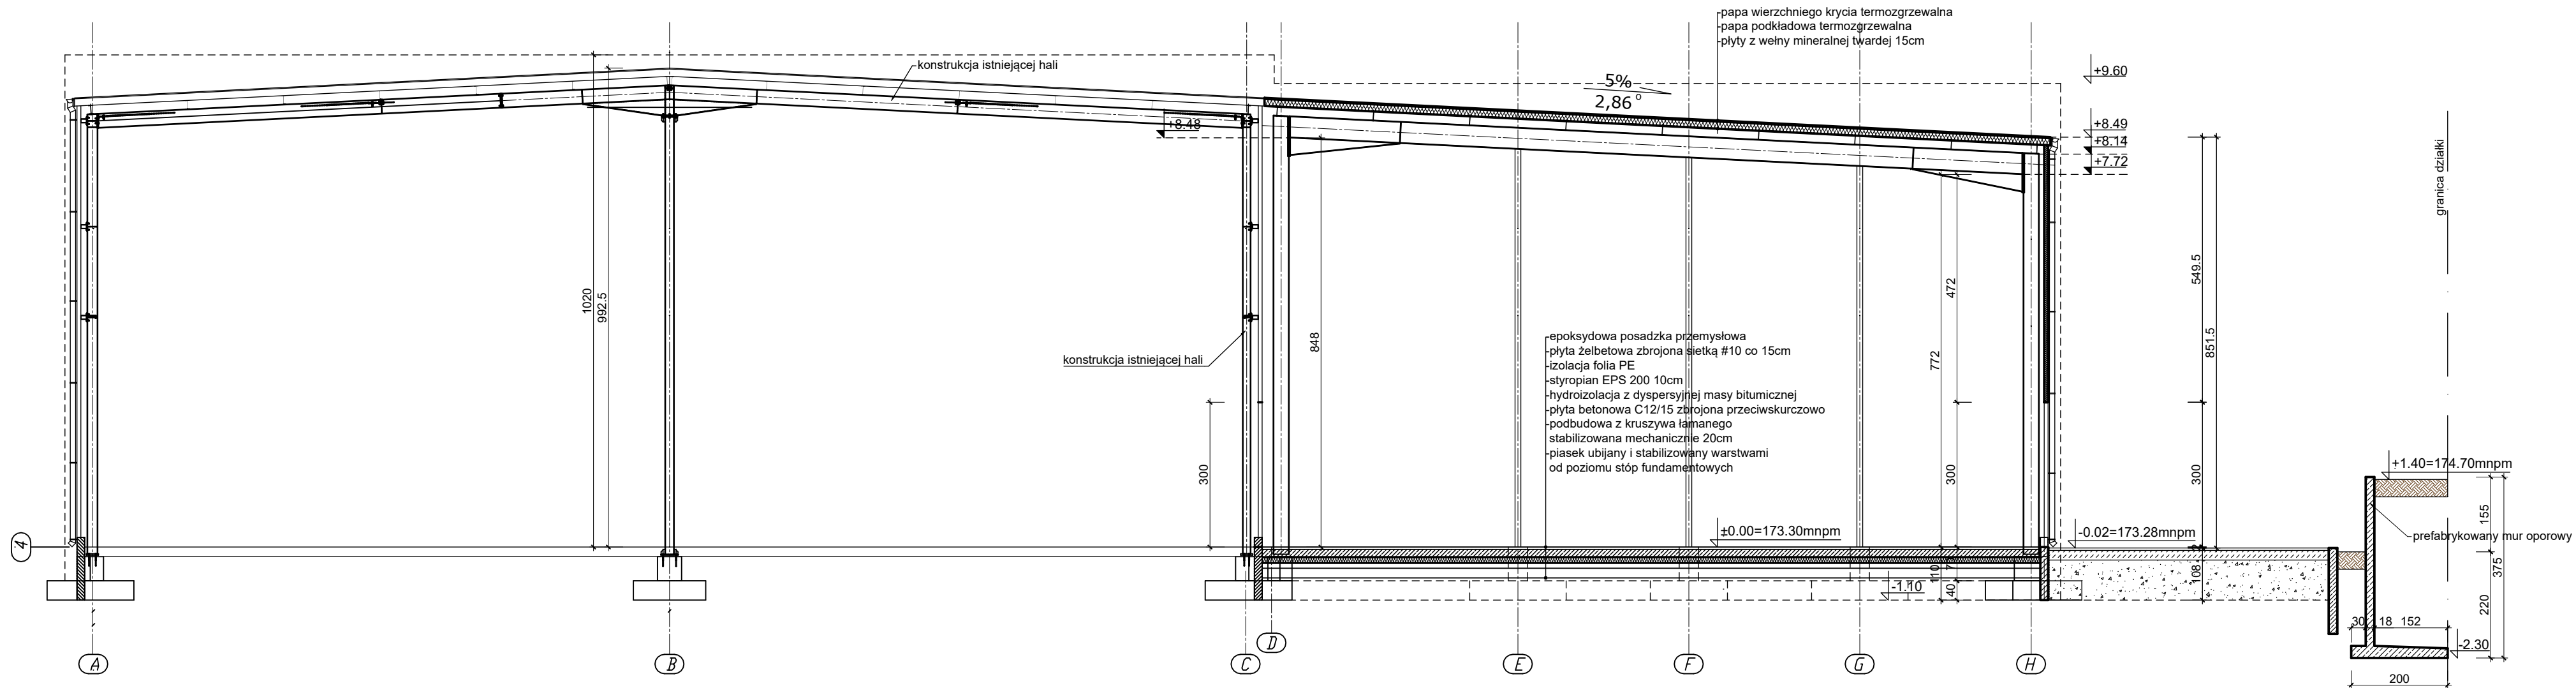 papa wierzchniego krycia termozgrzewalna
papa podkładowa termozgrzewalna
płyty z wełny mineralnej twardej 15cm
konstrukcja istniejącej hali
5%
2,86°
+9.60
+8.48
+8.49
+8.14
+7.72
granica działki
1020
992.5
848
472
772
300
300
549.5
851.5
300
konstrukcja istniejącej hali
epoksydowa posadzka przemysłowa
płyta żelbetowa zbrojona sietką #10 co 15cm
izolacja folia PE
styropian EPS 200 10cm
hydroizolacja z dyspersyjnej masy bitumicznej
płyta betonowa C12/15 zbrojona przeciwskurczowo
podbudowa z kruszywa łamanego
stabilizowana mechanicznie 20cm
piasek ubijany i stabilizowany warstwami
od poziomu stóp fundamentowych
+1.40=174.70mnpm
±0.00=173.30mnpm
-0.02=173.28mnpm
prefabrykowany mur oporowy
155
375
220
4
110
40
-1.10
30 18 152
-2.30
200
A
B
C
D
E
F
G
H